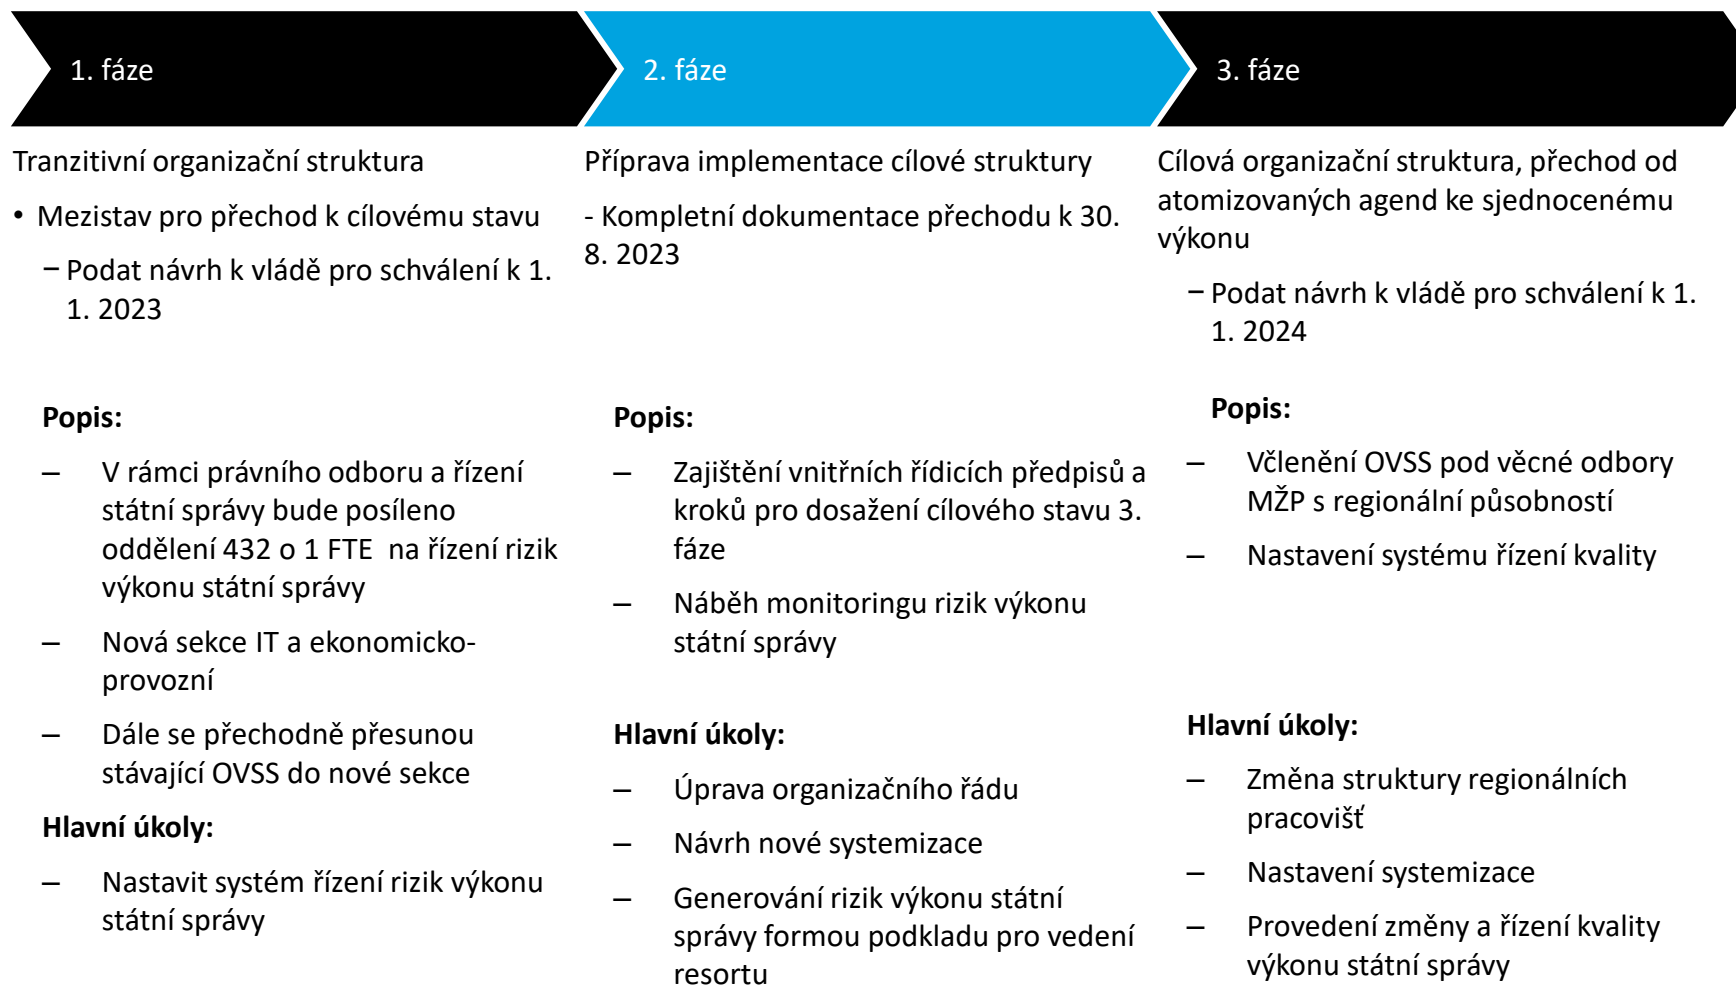 1. fáze
Tranzitivní organizační struktura
• Mezistav pro přechod k cílovému stavu
– Podat návrh k vládě pro schválení k 1.
1. 2023
Popis:
– V rámci právního odboru a řízení
státní správy bude posíleno
oddělení 432 o 1 FTE na řízení rizik
výkonu státní správy
– Nová sekce IT a ekonomicko-
provozní
– Dále se přechodně přesunou
stávající OVSS do nové sekce
Hlavní úkoly:
– Nastavit systém řízení rizik výkonu
státní správy
2. fáze
Příprava implementace cílové struktury
- Kompletní dokumentace přechodu k 30.
8. 2023
Popis:
– Zajištění vnitřních řídicích předpisů a
kroků pro dosažení cílového stavu 3.
fáze
– Náběh monitoringu rizik výkonu
státní správy
Hlavní úkoly:
– Úprava organizačního řádu
– Návrh nové systemizace
– Generování rizik výkonu státní
správy formou podkladu pro vedení
resortu
3. fáze
Cílová organizační struktura, přechod od
atomizovaných agend ke sjednocenému
výkonu
– Podat návrh k vládě pro schválení k 1.
1. 2024
Popis:
– Včlenění OVSS pod věcné odbory
MŽP s regionální působností
– Nastavení systému řízení kvality
Hlavní úkoly:
– Změna struktury regionálních
pracovišť
– Nastavení systemizace
– Provedení změny a řízení kvality
výkonu státní správy